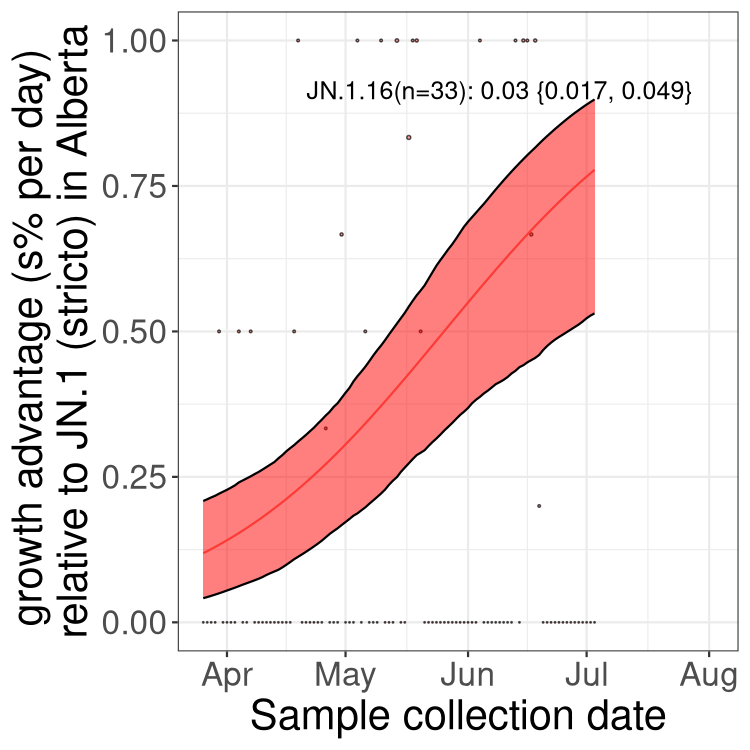 growth advantage (s% per day)
relative to JN.1 (stricto) in Alberta
1.00
0.75
0.50
0.25
0.00
JN.1.16(n=33): 0.03 {0.017, 0.049}
Apr May Jun Jul Aug
Sample collection date